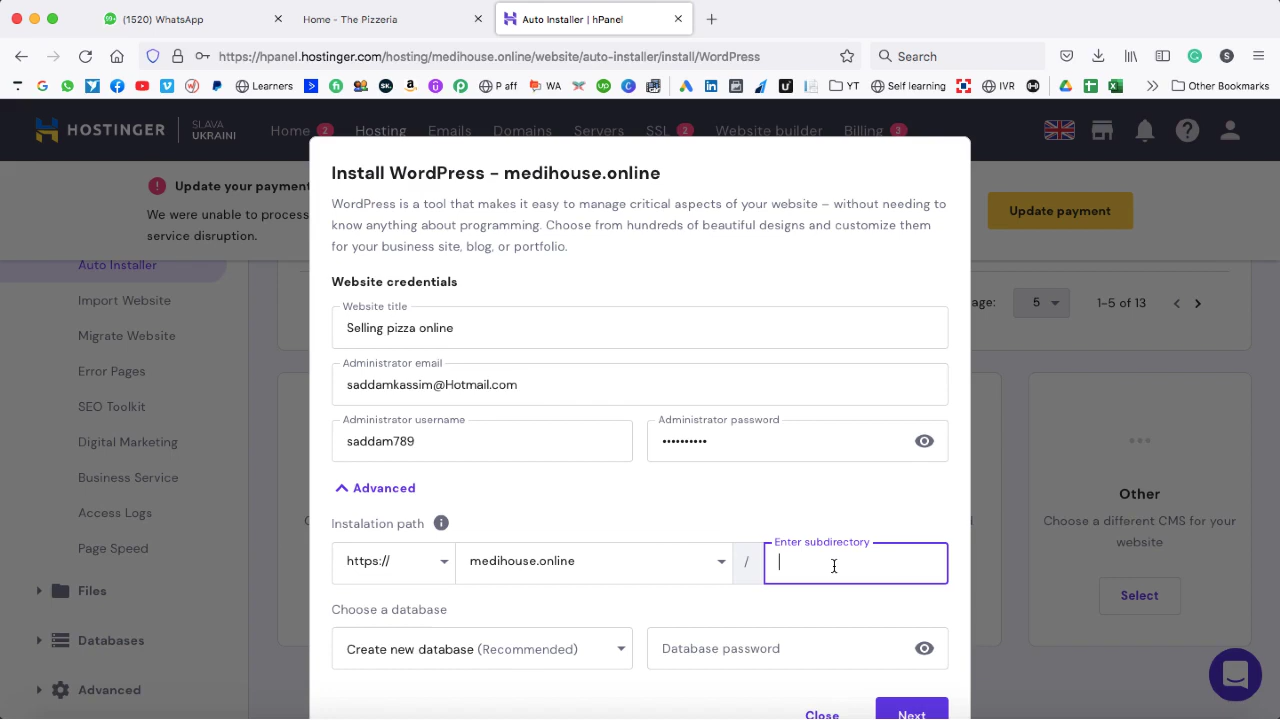 99+ (1520) WhatsApp
Home - The Pizzeria
Auto Installer | hPanel
https://hpanel.hostinger.com/hosting/medihouse.online/website/auto-installer/install/WordPress
Search
Learners
P aff
WA
YT
Self learning
IVR
Other Bookmarks
HOSTINGER
SLAVA
UKRAINI
Home 2
Hosting
Emails
Domains
Servers
SSL 2
Website builder
Billing 3
Update your payment
We were unable to process
service disruption.
Update payment
Auto Installer
Import Website
Migrate Website
Error Pages
SEO Toolkit
Digital Marketing
Business Service
Access Logs
Page Speed
Files
Databases
Advanced
Install WordPress - medihouse.online
WordPress is a tool that makes it easy to manage critical aspects of your website – without needing to
know anything about programming. Choose from hundreds of beautiful designs and customize them
for your business site, blog, or portfolio.
Website credentials
Website title
Selling pizza online
Administrator email
saddamkassim@Hotmail.com
Administrator username
saddam789
Administrator password
••••••••••
Advanced
Instalation path
https://
medihouse.online
/
Enter subdirectory
Choose a database
Create new database (Recommended)
Database password
Close
Next
age:
5
1-5 of 13
Other
Choose a different CMS for your
website
Select